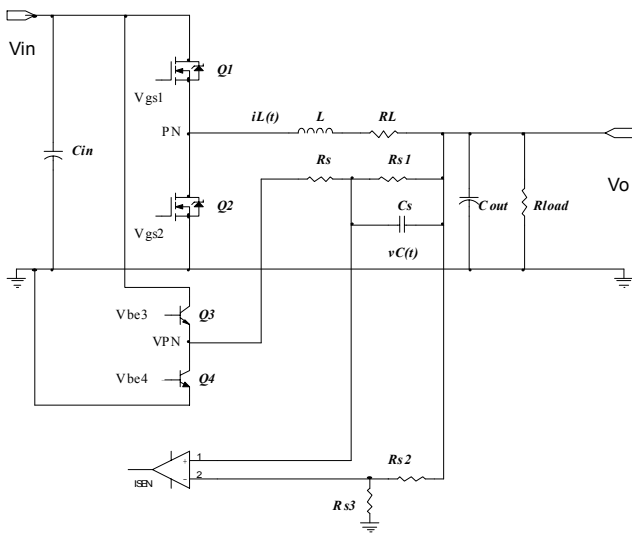 Vin
Q1
Vgs1
iL(t) L RL
PN
Cin
Rs Rs1
Vo
Q2
Cs
Cout
Rload
Vgs2
vC(t)
Vbe3
Q3
VPN
Vbe4
Q4
1
+
Rs2
2
-
ISEN
Rs3